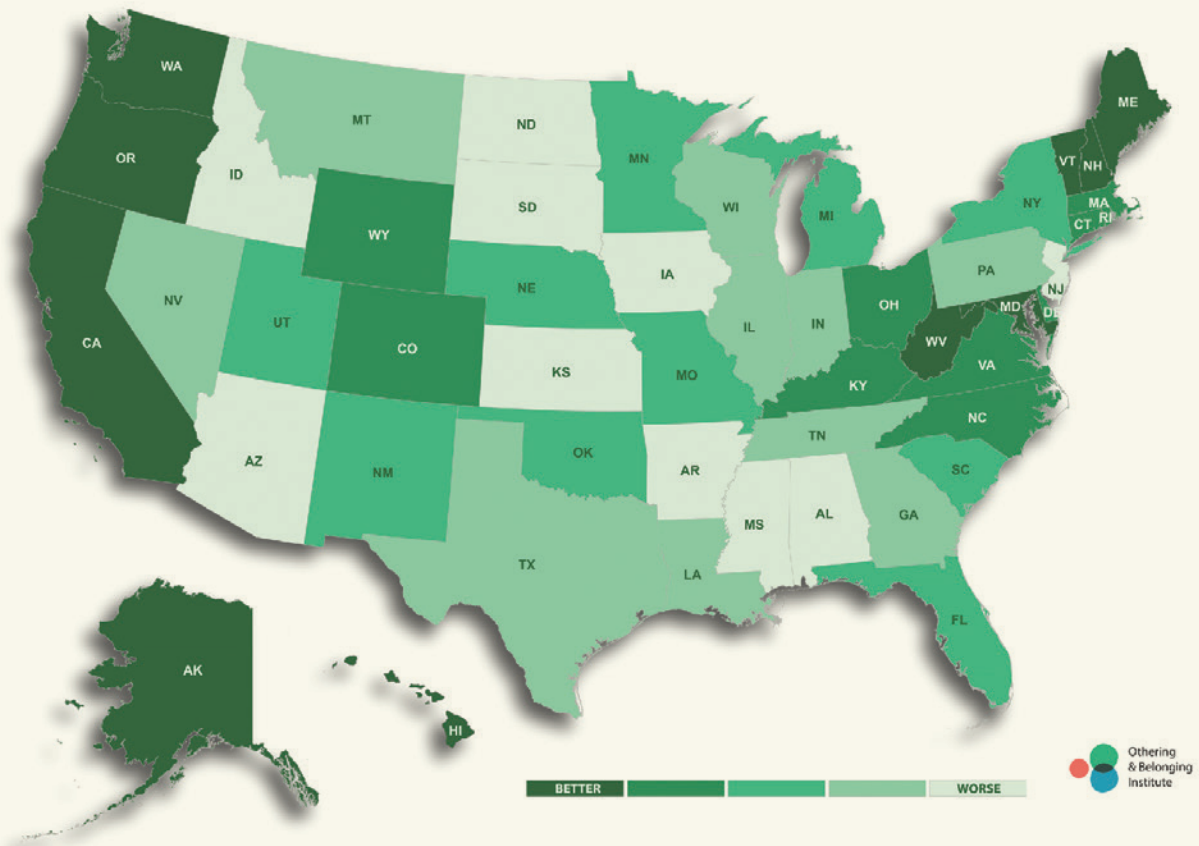 WA
OR
CA
ID
NV
MT
WY
UT
AZ
CO
NM
ND
SD
NE
KS
OK
TX
MN
IA
MO
AR
LA
WI
IL
MS
MI
IN
KY
TN
AL
OH
WV
VA
NC
SC
GA
FL
PA
NY
NJ
MD
DE
VT
NH
ME
MA
RI
CT
AK
HI
BETTER
WORSE
Othering
& Belonging
Institute